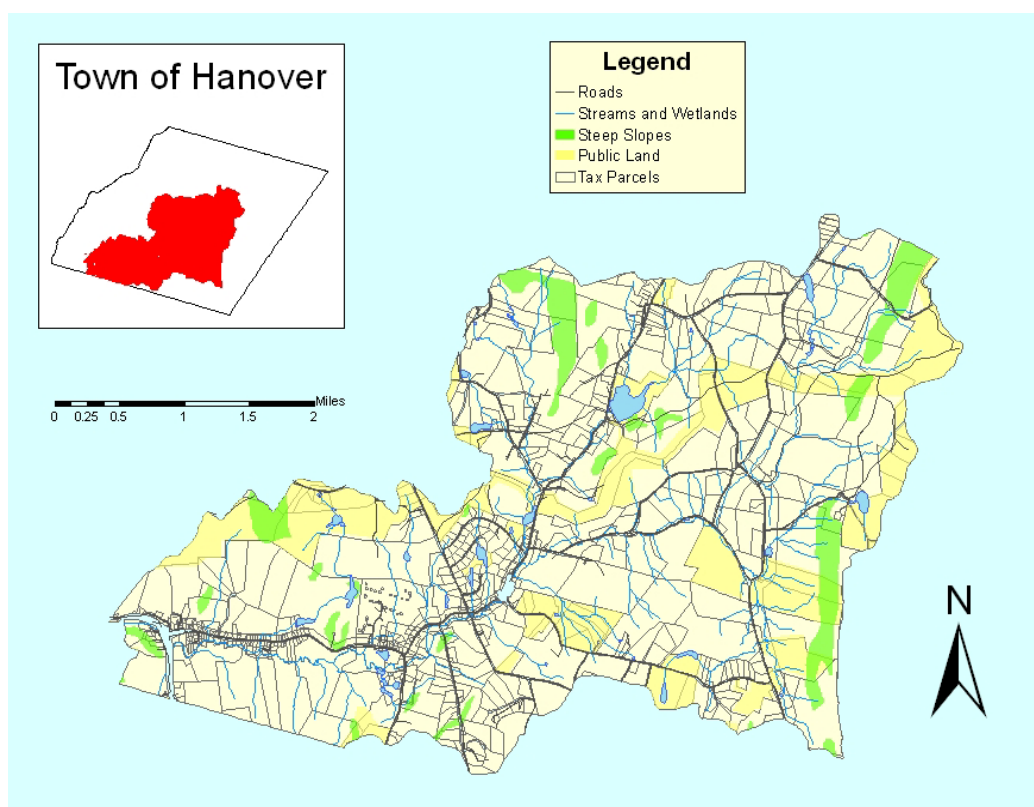 Town of Hanover
Legend
Roads
Streams and Wetlands
Steep Slopes
Public Land
Tax Parcels
Miles
0 0.25 0.5 1 1.5 2
N